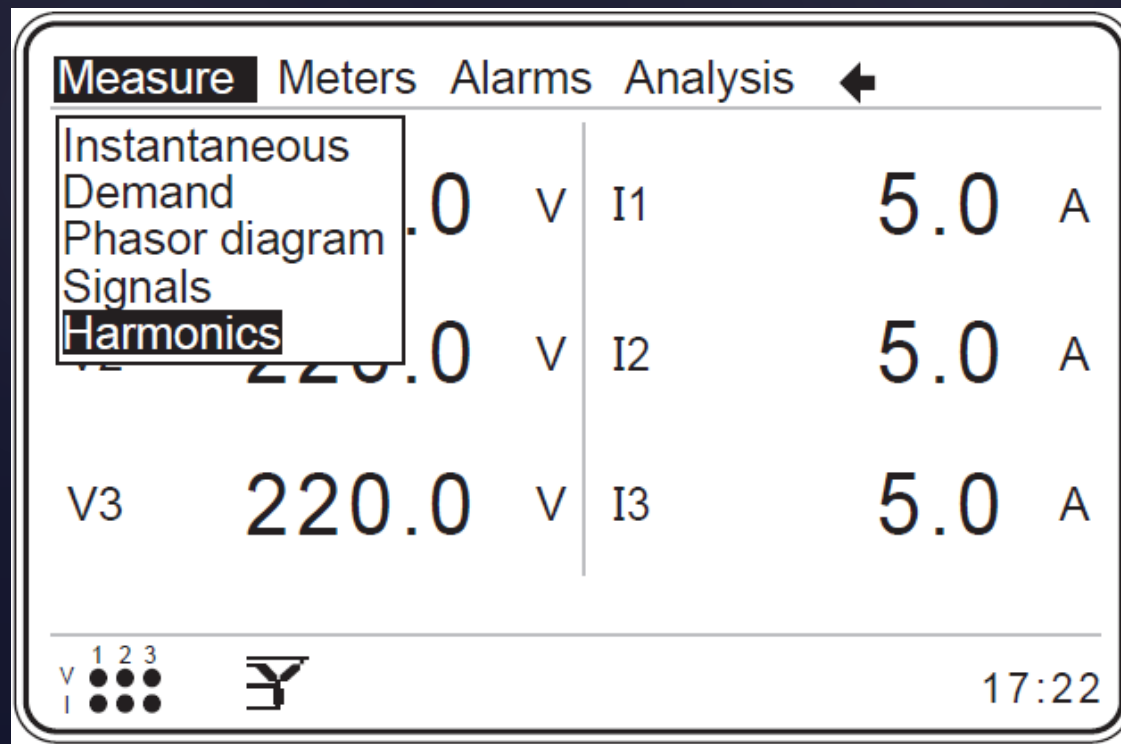 Measure Meters Alarms Analysis
Instantaneous
Demand
Phasor diagram
Signals
Harmonics
.0 V I1 5.0 A
.0 V I2 5.0 A
V3 220.0 V I3 5.0 A
1 2 3
V
I
17:22